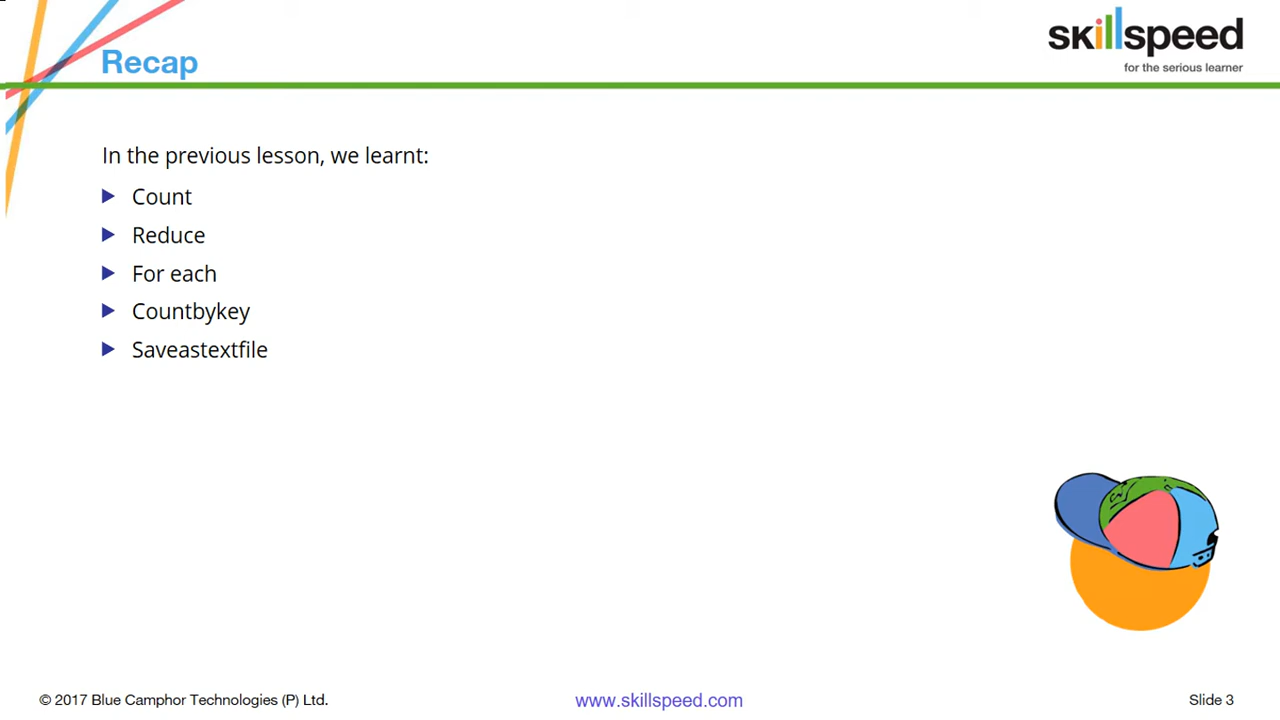 Recap
skillspeed
for the serious learner
In the previous lesson, we learnt:
Count
Reduce
For each
Countbykey
Saveastextfile
© 2017 Blue Camphor Technologies (P) Ltd.
www.skillspeed.com
Slide 3